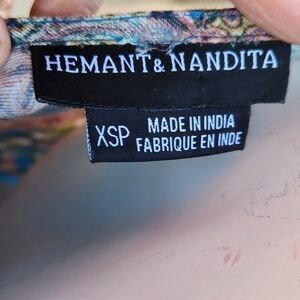 HEMANT & NANDITA
XSP
MADE IN INDIA
FABRIQUE EN INDE